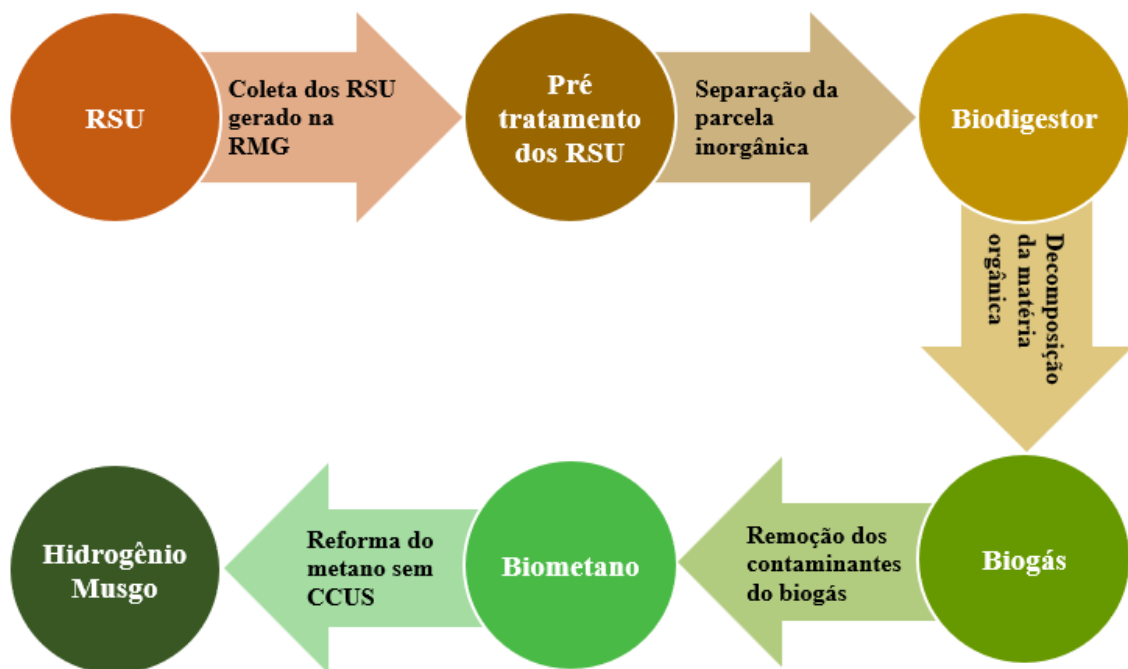 RSU
Coleta dos RSU
gerado na
RMG
Pré
tratamento
dos RSU
Separação da
parcela
inorgânica
Biodigestor
Decomposição
da matéria
orgânica
Biogás
Remoção dos
contaminantes
do biogás
Biometano
Reforma do
metano sem
CCUS
Hidrogênio
Musgo